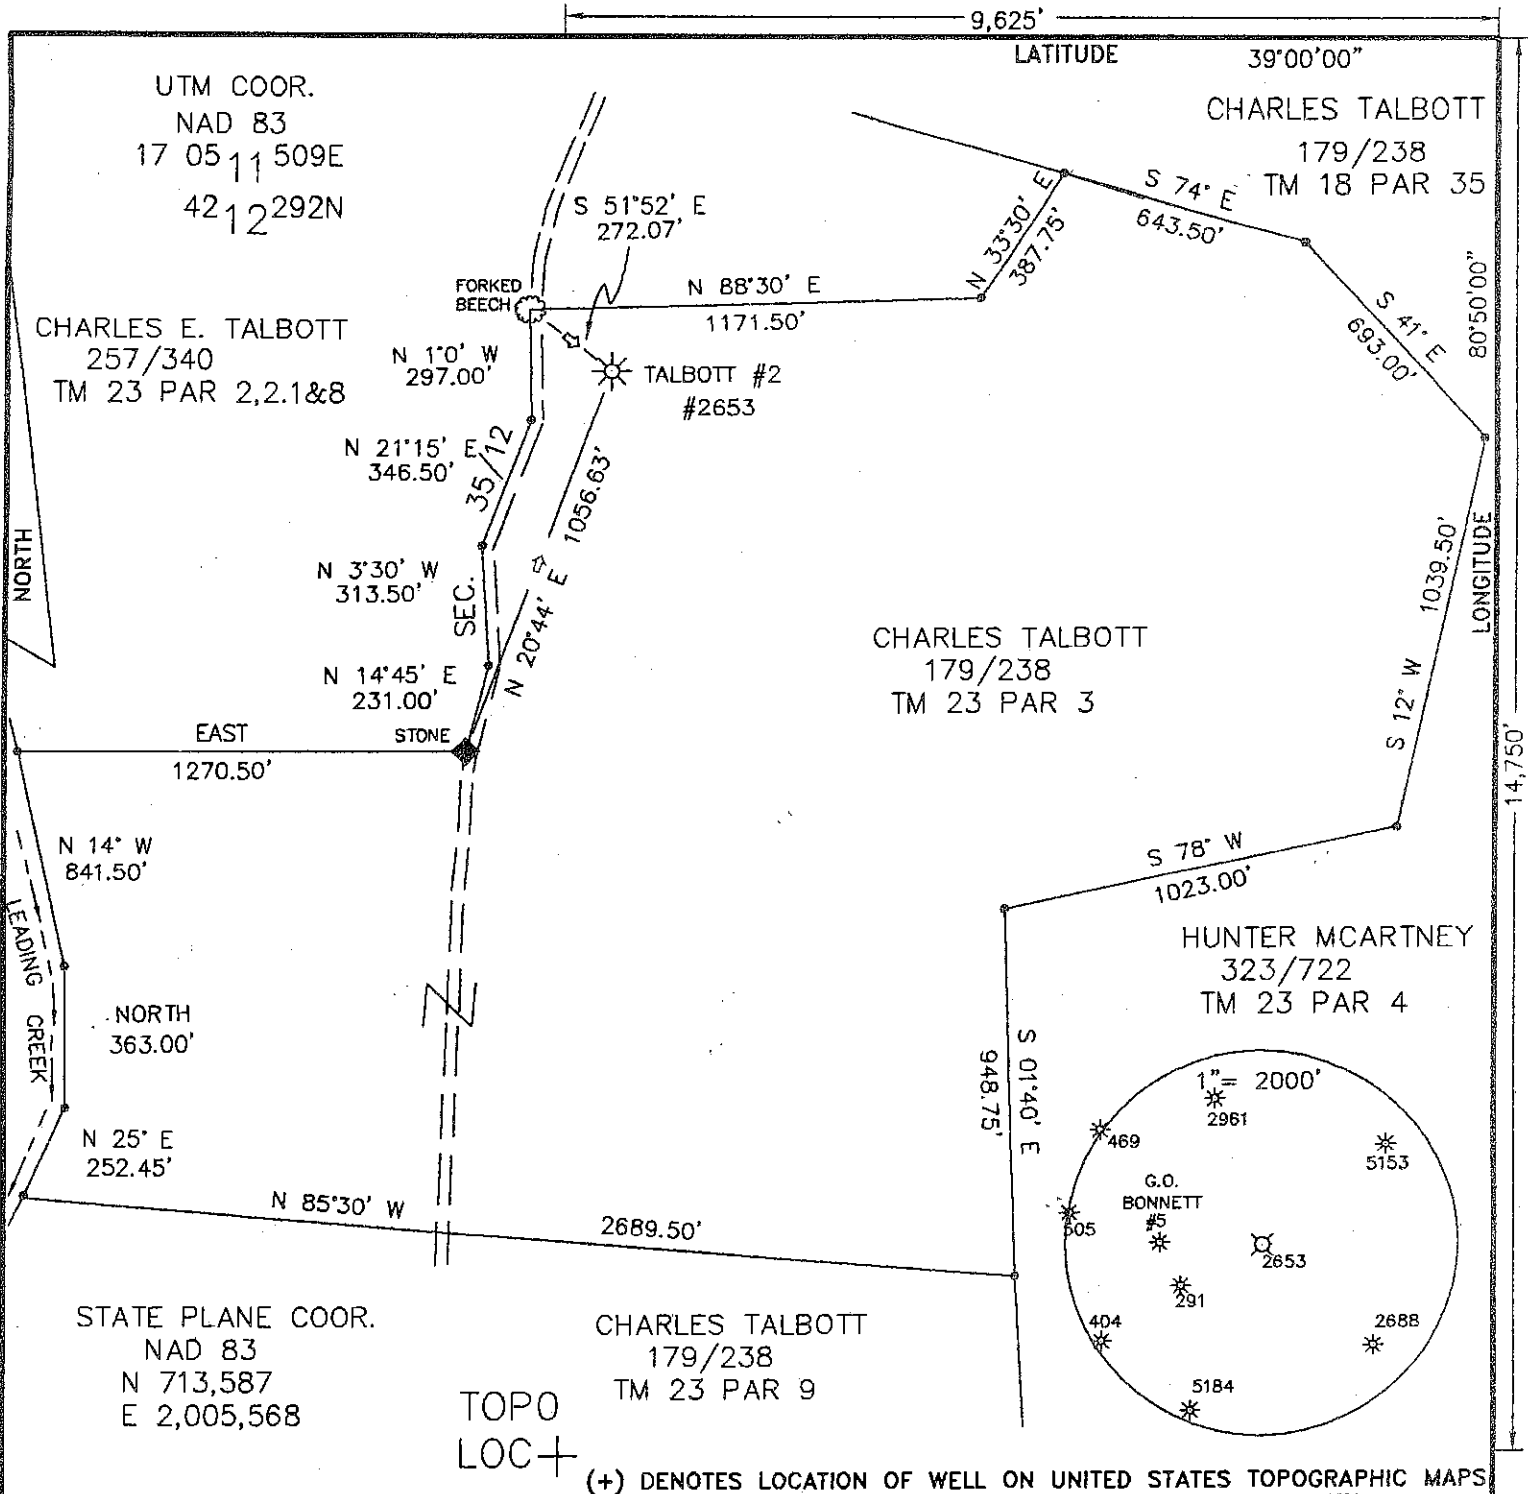 9,625'
LATITUDE 39°00'00"
UTM COOR.
NAD 83
17 05 11 509E
42 12 292N
CHARLES TALBOTT
179/238
TM 18 PAR 35
S 74° E
643.50'
N 33°30' E
387.75'
S 51°52' E
272.07'
FORKED
BEECH
N 88°30' E
1171.50'
S 41° E
693.00'
80°50'00"
LONGITUDE
CHARLES E. TALBOTT
257/340
TM 23 PAR 2,2.1&8
N 1°0' W
297.00'
TALBOTT #2
#2653
N 21°15' E
346.50'
SEC. 35/12
N 20°44' E 1056.63'
NORTH
N 3°30' W
313.50'
N 14°45' E
231.00'
1039.50'
S 12° W
CHARLES TALBOTT
179/238
TM 23 PAR 3
EAST
1270.50'
STONE
14,750'
N 14° W
841.50'
S 78° W
1023.00'
LEADING CREEK
HUNTER MCARTNEY
323/722
TM 23 PAR 4
NORTH
363.00'
S 01°40' E
948.75'
1"= 2000'
2961
469
5153
N 25° E
252.45'
G.O.
BONNETT
#5
505
2653
291
N 85°30' W 2689.50'
404
2688
5184
STATE PLANE COOR.
NAD 83
N 713,587
E 2,005,568
CHARLES TALBOTT
179/238
TM 23 PAR 9
TOPO
LOC+
(+) DENOTES LOCATION OF WELL ON UNITED STATES TOPOGRAPHIC MAPS